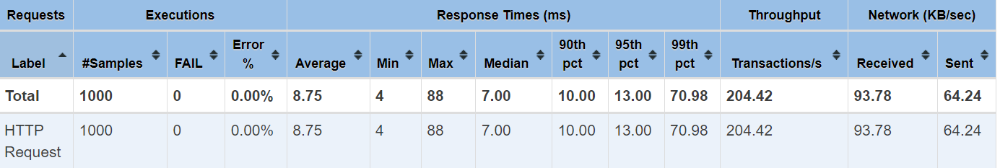 Requests Executions Response Times (ms) Throughput Network (KB/sec)
Label #Samples FAIL Error % Average Min Max Median 90th pct 95th pct 99th pct Transactions/s Received Sent
Total 1000 0 0.00% 8.75 4 88 7.00 10.00 13.00 70.98 204.42 93.78 64.24
HTTP Request 1000 0 0.00% 8.75 4 88 7.00 10.00 13.00 70.98 204.42 93.78 64.24